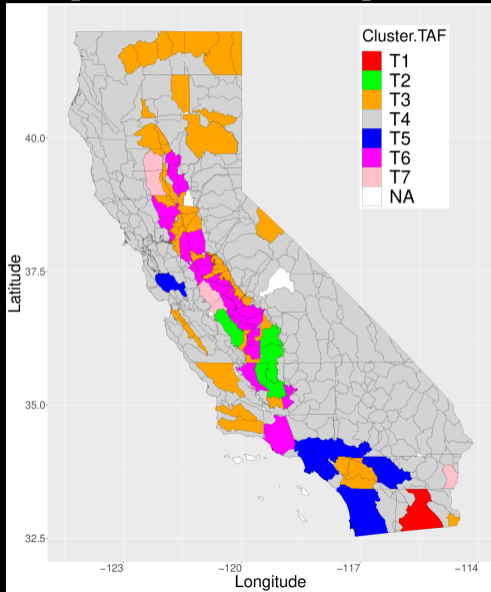 Cluster.TAF
T1
T2
T3
T4
T5
T6
T7
NA
40.0
37.5
35.0
32.5
Latitude
−123
−120
−117
−114
Longitude